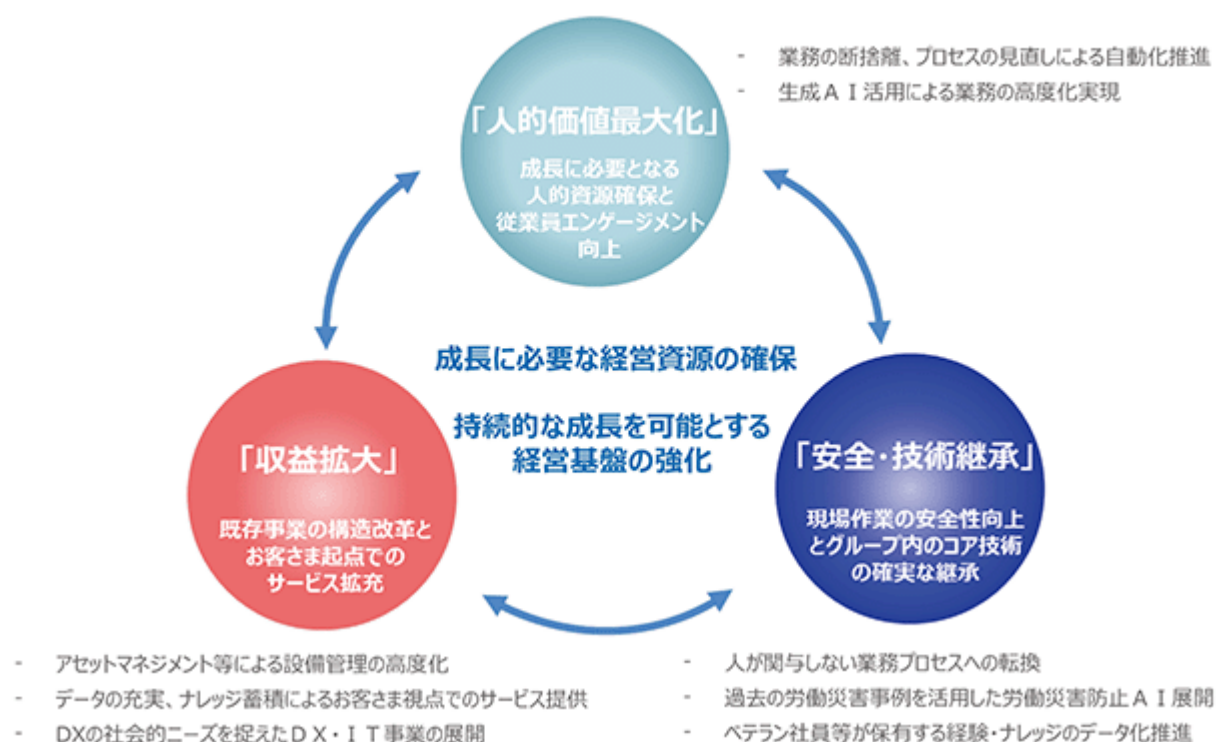 - 業務の断捨離、プロセスの見直しによる自動化推進
- 生成ＡＩ活用による業務の高度化実現
「人的価値最大化」
成長に必要となる
人的資源確保と
従業員エンゲージメント
向上
成長に必要な経営資源の確保
持続的な成長を可能とする
経営基盤の強化
「収益拡大」
既存事業の構造改革と
お客さま起点での
サービス拡充
「安全・技術継承」
現場作業の安全性向上
とグループ内のコア技術
の確実な継承
- アセットマネジメント等による設備管理の高度化
- データの充実、ナレッジ蓄積によるお客さま視点でのサービス提供
- DXの社会的ニーズを捉えたＤＸ・ＩＴ事業の展開
- 人が関与しない業務プロセスへの転換
- 過去の労働災害事例を活用した労働災害防止ＡＩ展開
- ベテラン社員等が保有する経験・ナレッジのデータ化推進